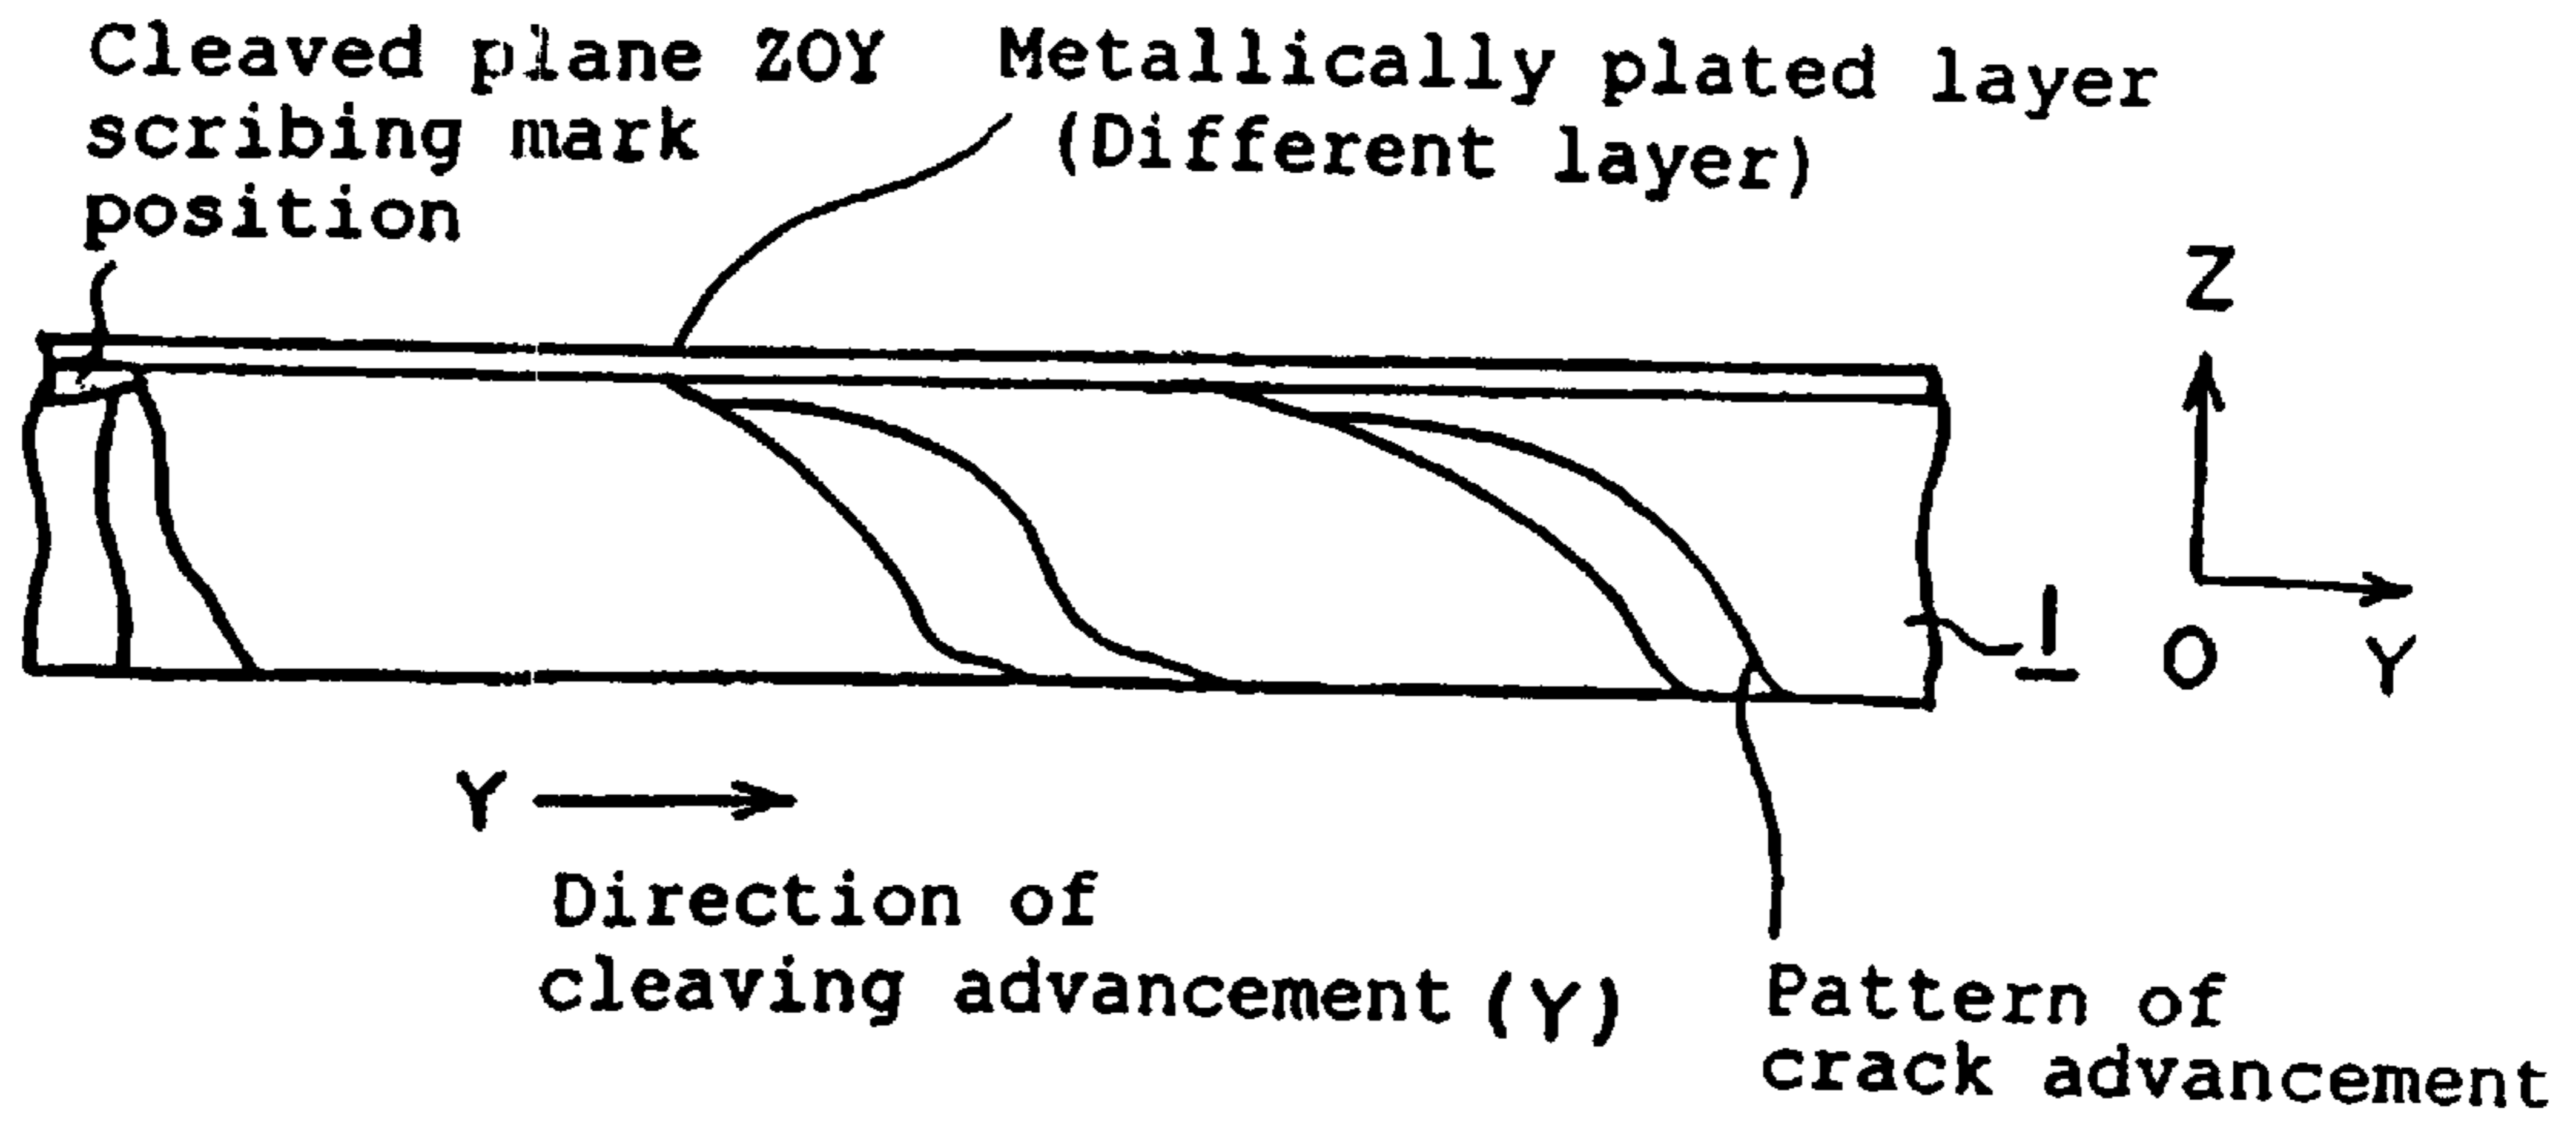 Cleaved plane ZOY
scribing mark
position
Metallically plated layer
(Different layer)
Z
1
O
Y
Y
Direction of
cleaving advancement (Y)
Pattern of
crack advancement